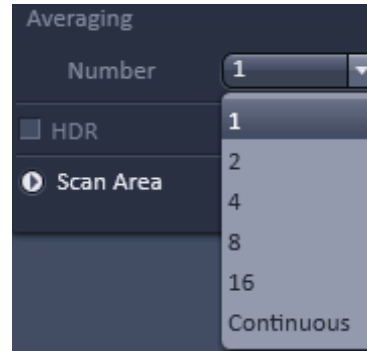 Averaging
Number 1
1
HDR
2
Scan Area
4
8
16
Continuous